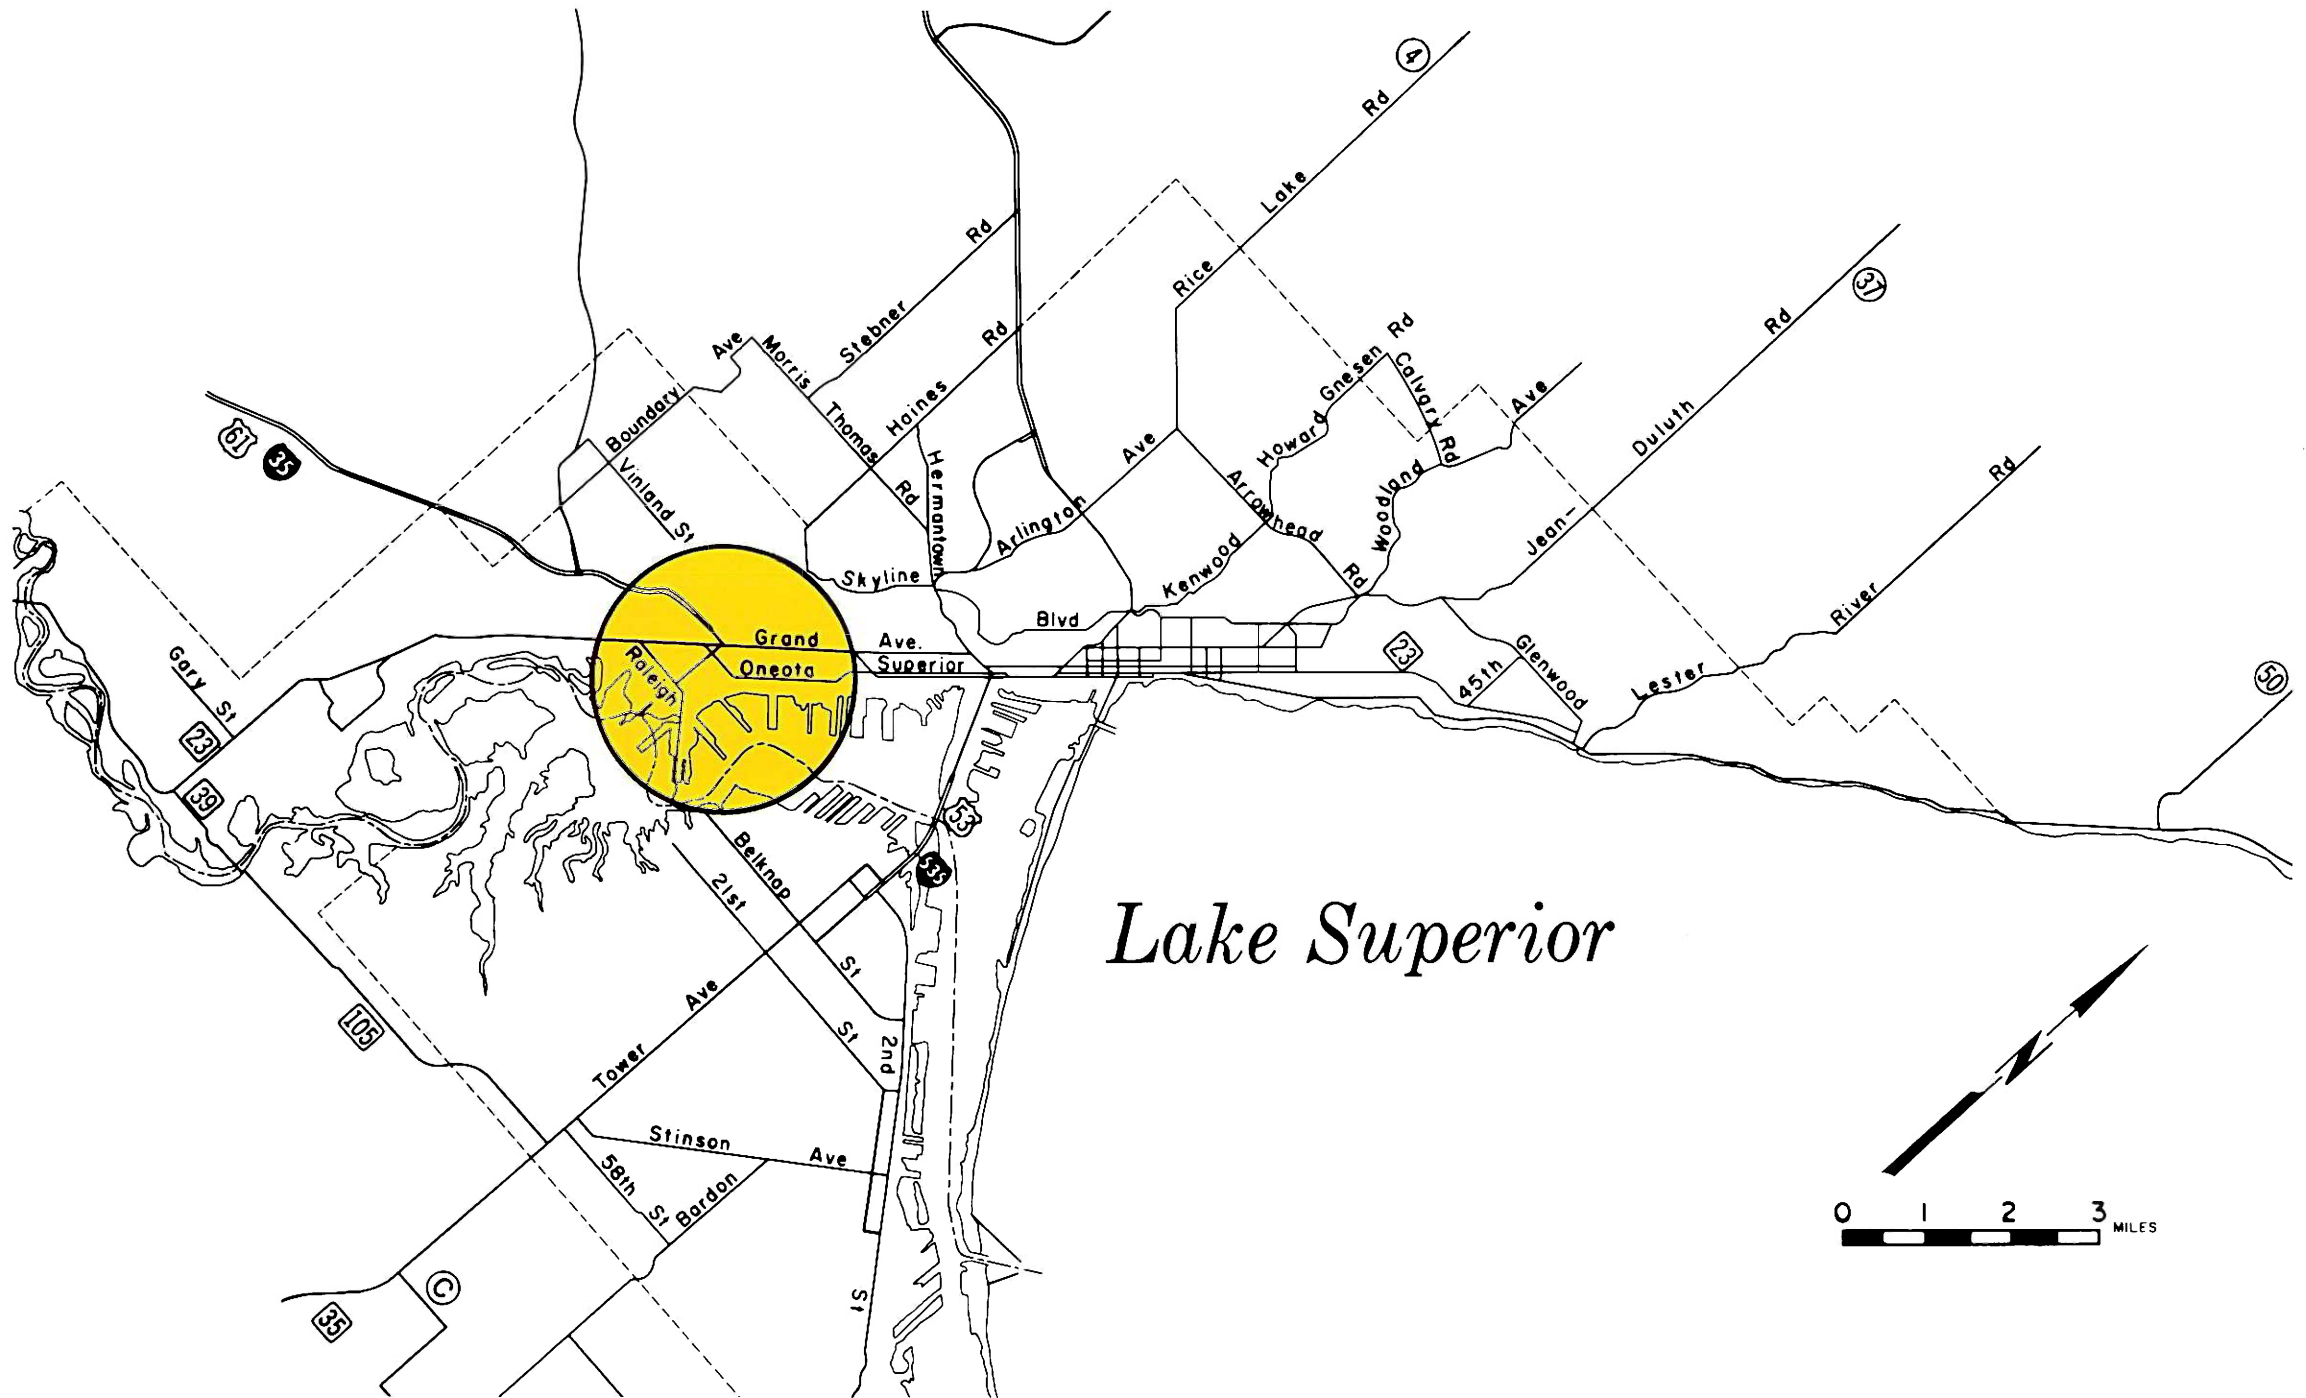 4
Rice Lake Rd
37
Jean-Duluth Rd
Stebner Rd
Haines Rd
Morris Thomas Rd
Boundary Ave
Vinland St
Hermantown
Arlington Ave
Arrowhead Rd
Howard Gnesen Rd
Calvary Rd
Woodland Ave
Kenwood
61
35
Skyline
Blvd
Grand Ave.
Superior
Oneota
Raleigh
23
Glenwood
45th
Lester River Rd
50
Gary St
23
39
53
535
Belknap St
21st St
Lake Superior
105
Tower Ave
2nd St
Stinson Ave
58th St
Bardon
C
35
N
0 1 2 3 MILES